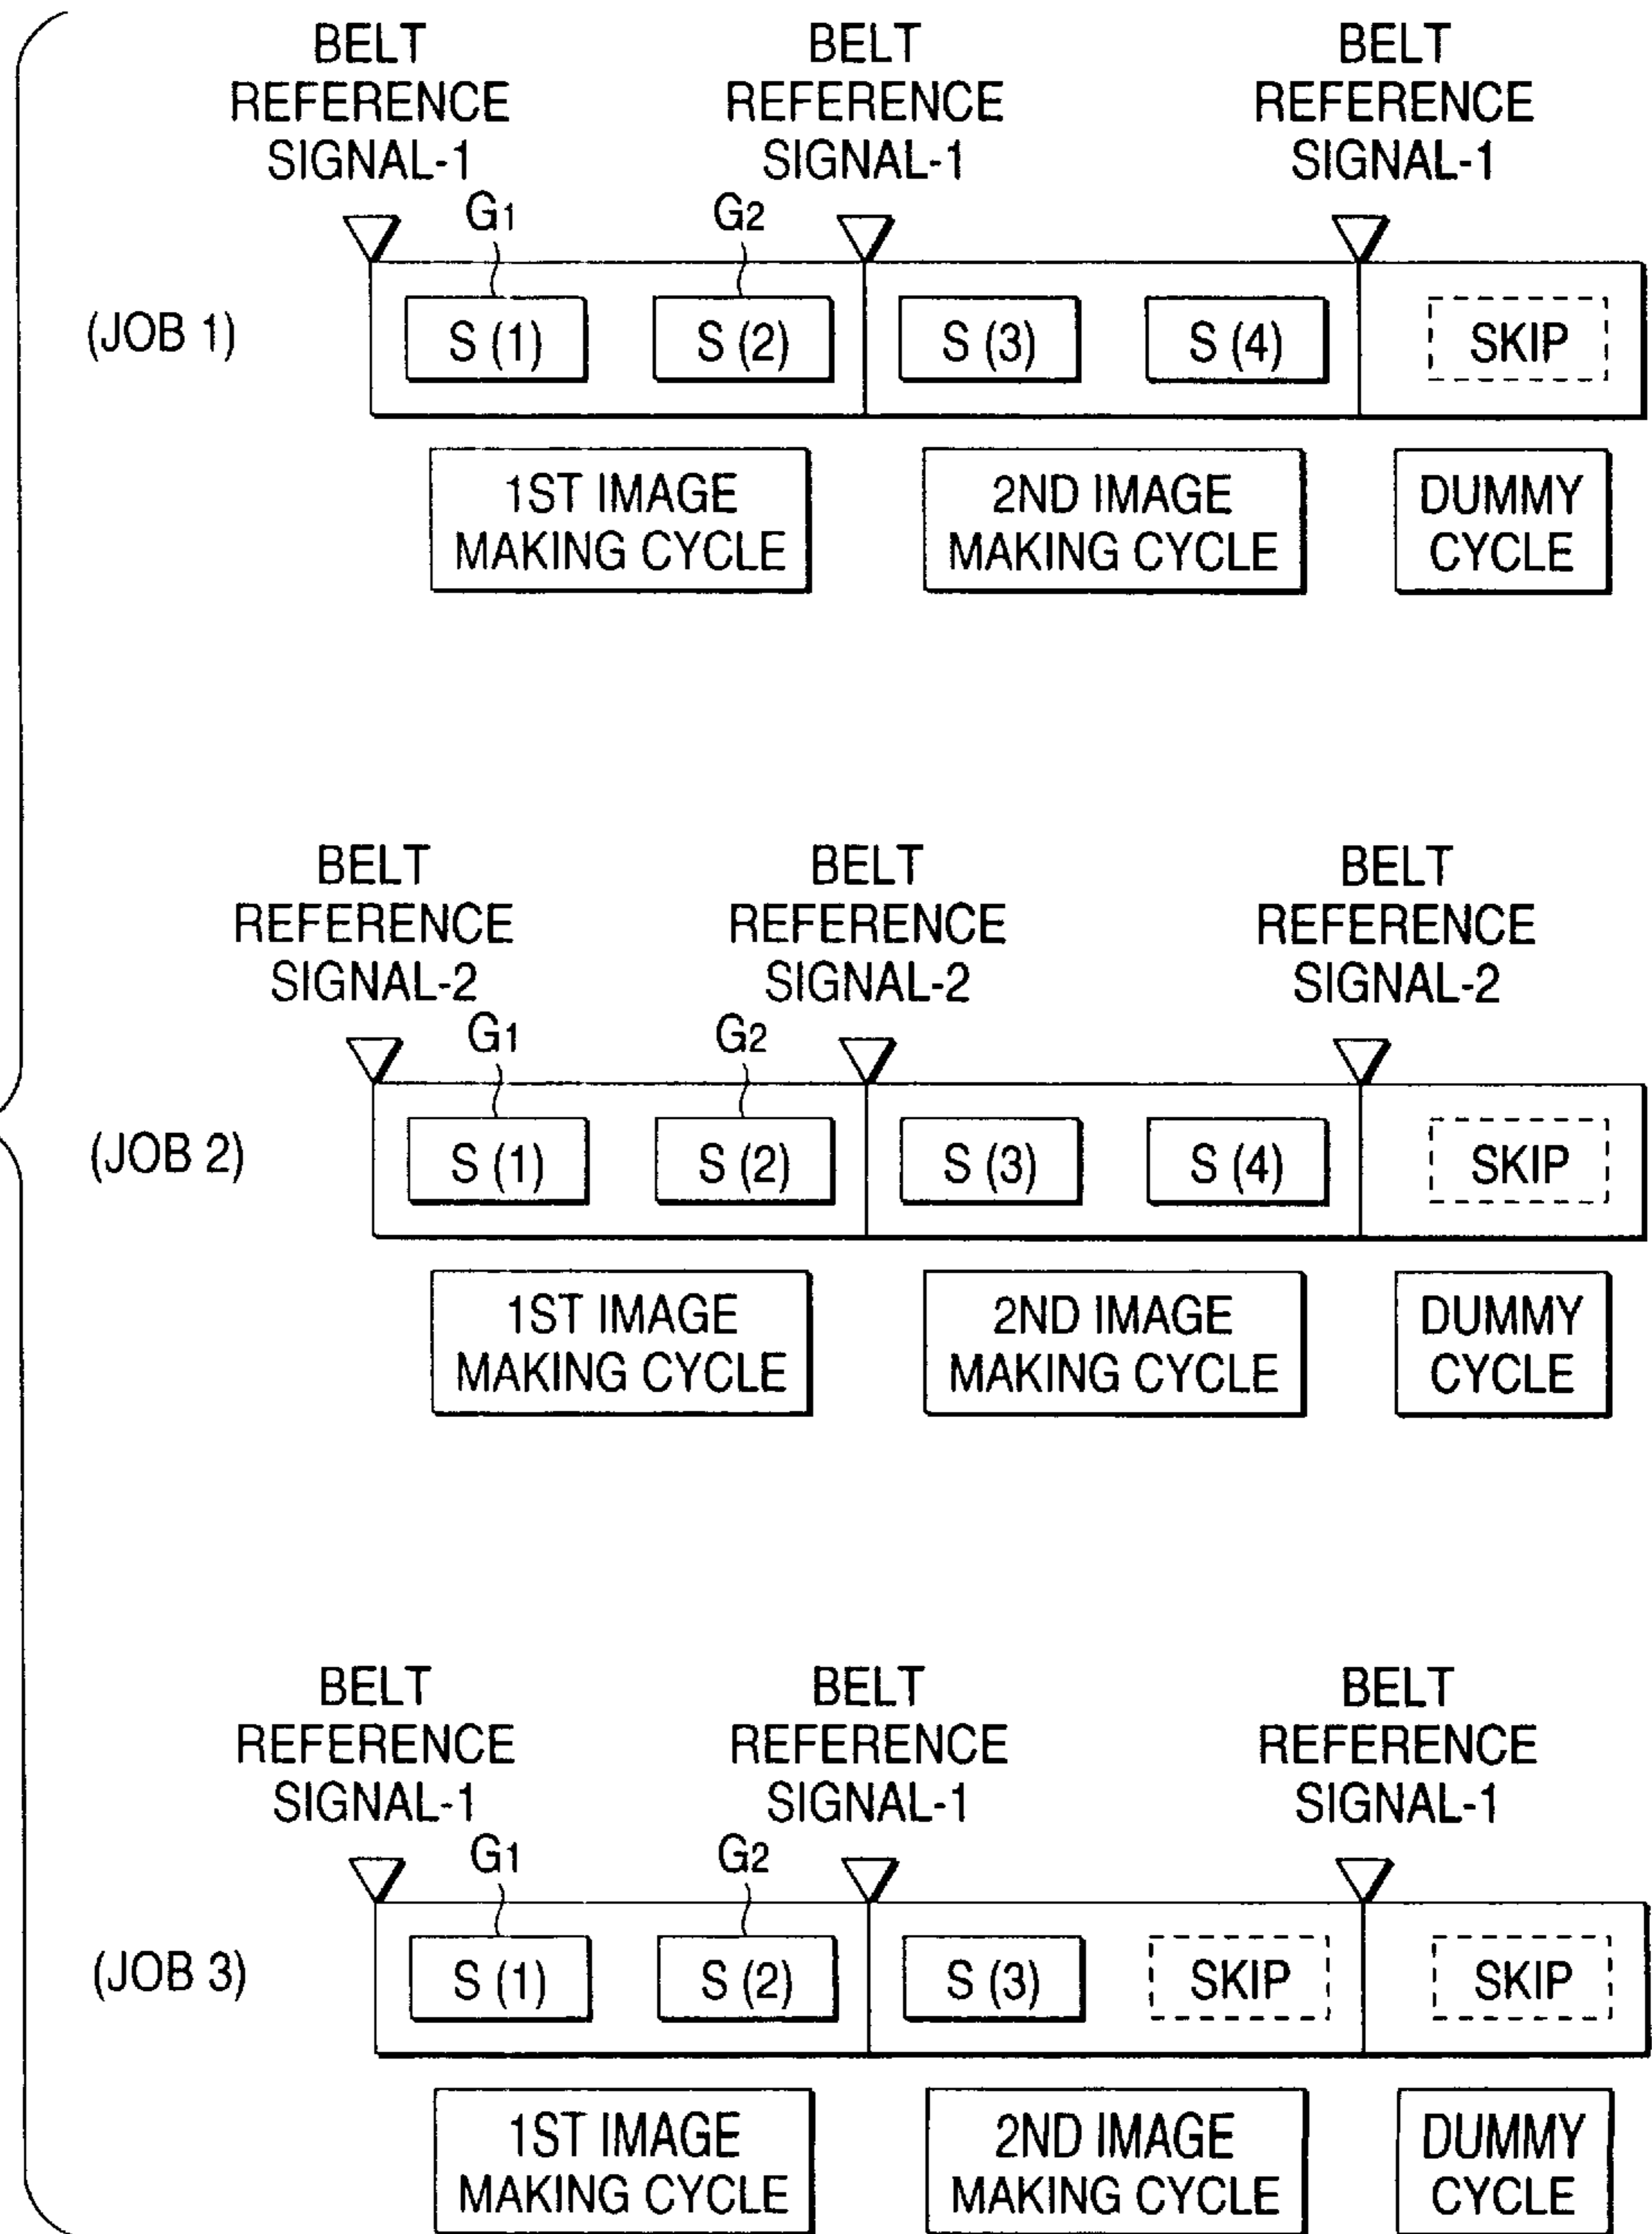 BELT
REFERENCE
SIGNAL-1
BELT
REFERENCE
SIGNAL-1
BELT
REFERENCE
SIGNAL-1
G1
G2
(JOB 1)
S (1)
S (2)
S (3)
S (4)
SKIP
1ST IMAGE
MAKING CYCLE
2ND IMAGE
MAKING CYCLE
DUMMY
CYCLE
BELT
REFERENCE
SIGNAL-2
BELT
REFERENCE
SIGNAL-2
BELT
REFERENCE
SIGNAL-2
G1
G2
(JOB 2)
S (1)
S (2)
S (3)
S (4)
SKIP
1ST IMAGE
MAKING CYCLE
2ND IMAGE
MAKING CYCLE
DUMMY
CYCLE
BELT
REFERENCE
SIGNAL-1
BELT
REFERENCE
SIGNAL-1
BELT
REFERENCE
SIGNAL-1
G1
G2
(JOB 3)
S (1)
S (2)
S (3)
SKIP
SKIP
1ST IMAGE
MAKING CYCLE
2ND IMAGE
MAKING CYCLE
DUMMY
CYCLE